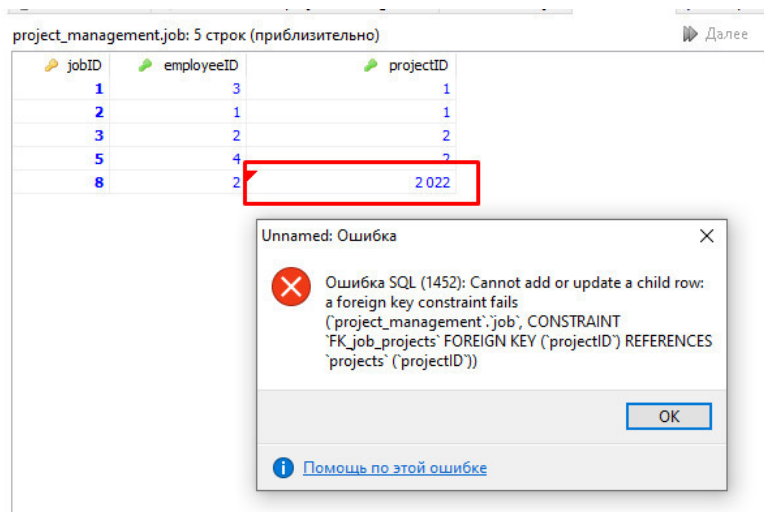 project_management.job: 5 строк (приблизительно)
Далее
jobID employeeID projectID
1 3 1
2 1 1
3 2 2
5 4 2
8 2 2 022
Unnamed: Ошибка
Ошибка SQL (1452): Cannot add or update a child row:
a foreign key constraint fails
(`project_management`.`job`, CONSTRAINT
`FK_job_projects` FOREIGN KEY (`projectID`) REFERENCES
`projects` (`projectID`))
OK
Помощь по этой ошибке